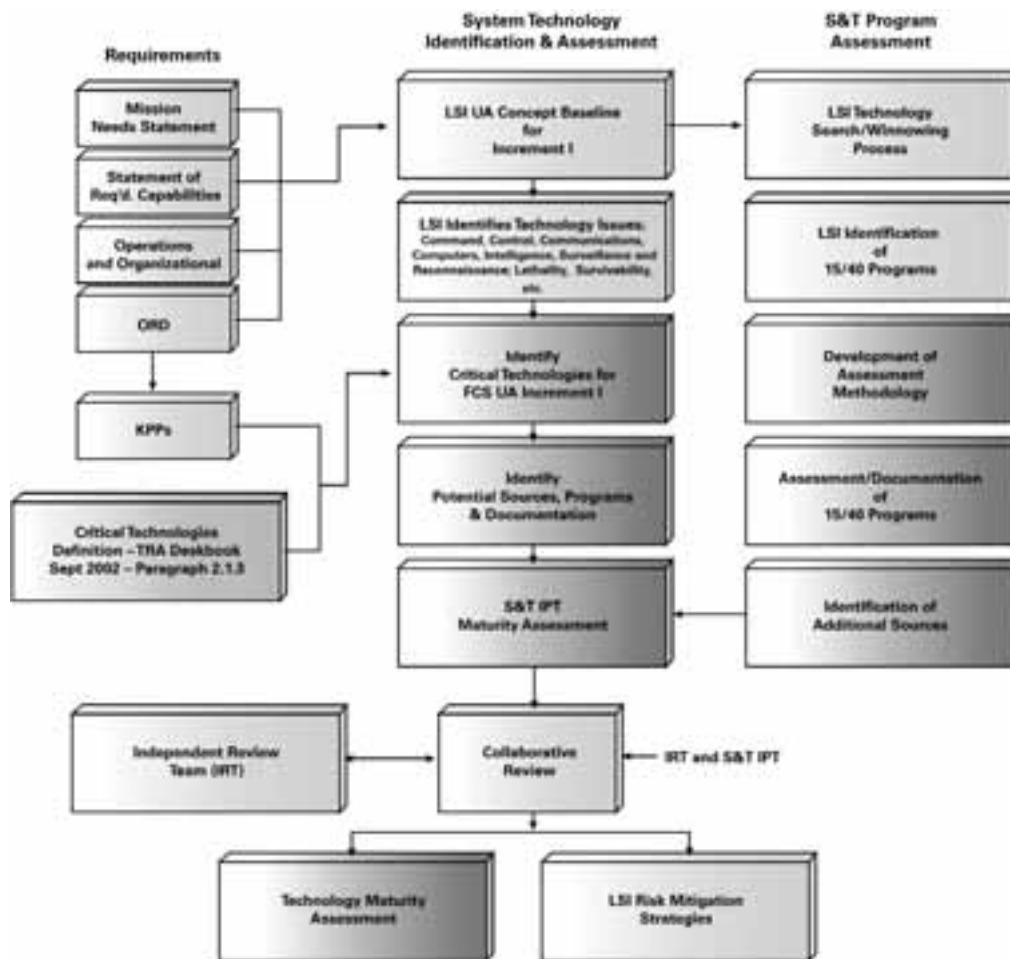 Requirements
System Technology
Identification & Assessment
S&T Program
Assessment
Mission
Needs Statement
Statement of
Req'd. Capabilities
Operations
and Organizational
ORD
KPPs
Critical Technologies
Definition – TRA Deskbook
Sept 2002 – Paragraph 2.1.3
LSI UA Concept Baseline
for
Increment I
LSI Identifies Technology Issues:
Command, Control, Communications,
Computers, Intelligence, Surveillance and
Reconnaissance; Lethality, Survivability,
etc.
Identify
Critical Technologies for
FCS UA Increment I
Identify
Potential Sources, Programs
& Documentation
S&T IPT
Maturity Assessment
LSI Technology
Search/Winnowing
Process
LSI Identification
of
15/40 Programs
Development of
Assessment
Methodology
Assessment/Documentation
of
15/40 Programs
Identification of
Additional Sources
Independent Review
Team (IRT)
Collaborative
Review
IRT and S&T IPT
Technology Maturity
Assessment
LSI Risk Mitigation
Strategies